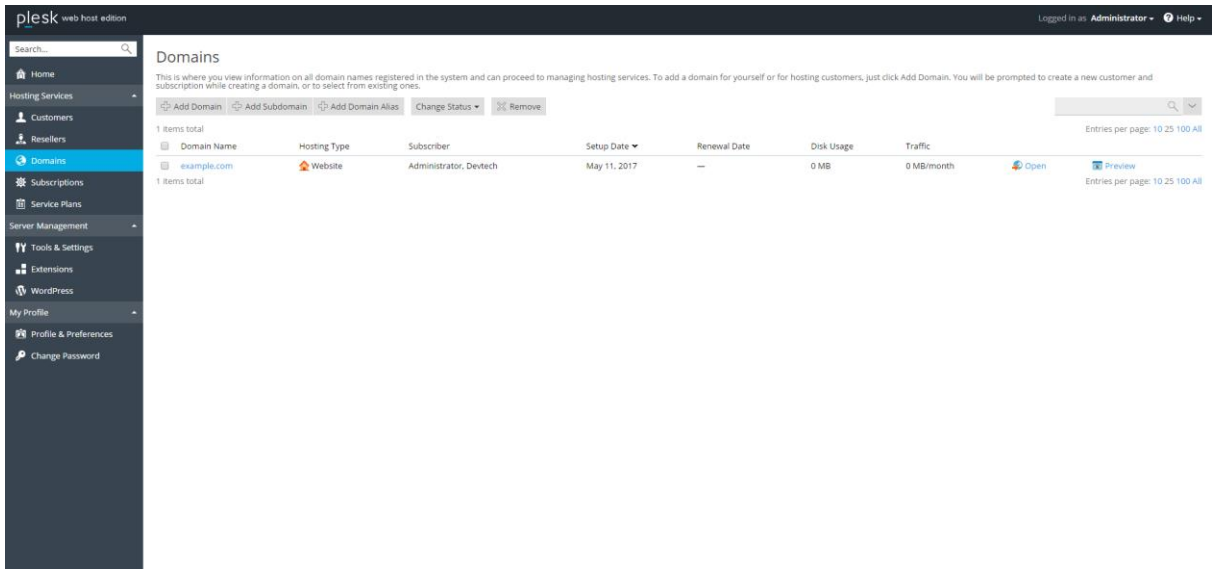 plesk web host edition
Loged in as Administrator Help
Search...
Home
Hosting Services
Customers
Resellers
Domains
Subscriptions
Service Plans
Server Management
Tools & Settings
Extensions
WordPress
My Profile
Profile & Preferences
Change Password
Domains
This is where you view information on all domain names registered in the system and can proceed to managing hosting services. To add a domain for yourself or for hosting customers, just click Add Domain. You will be prompted to create a new customer and
subscription while creating a domain, or to select from existing ones.
Add Domain Add Subdomain Add Domain Alias Change Status Remove
1 items total Entries per page: 10 25 100 All
Domain Name Hosting Type Subscriber Setup Date Renewal Date Disk Usage Traffic
example.com Website Administrator, Devtech May 11, 2017 — 0 MB 0 MB/month Open Preview
1 items total Entries per page: 10 25 100 All